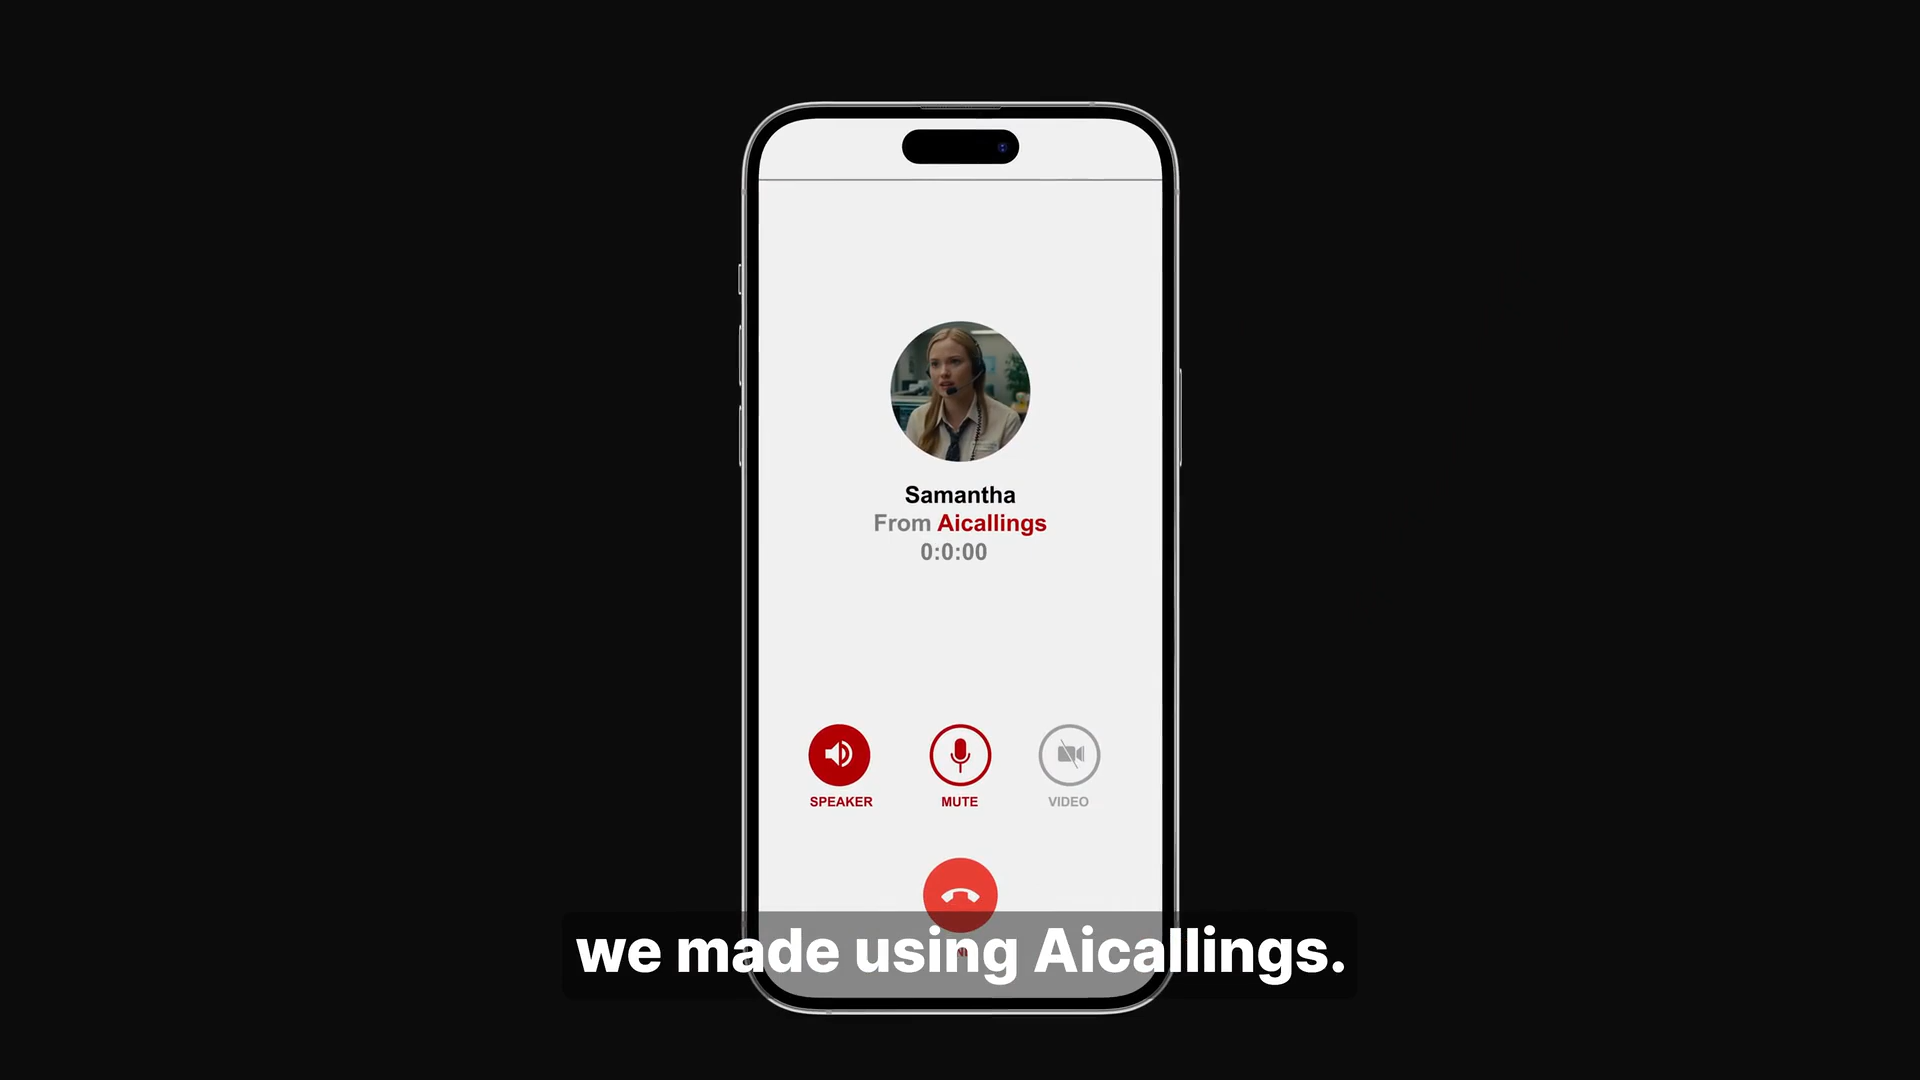 Samantha
From Aicallings
0:0:00
SPEAKER
MUTE
VIDEO
we made using Aicallings.